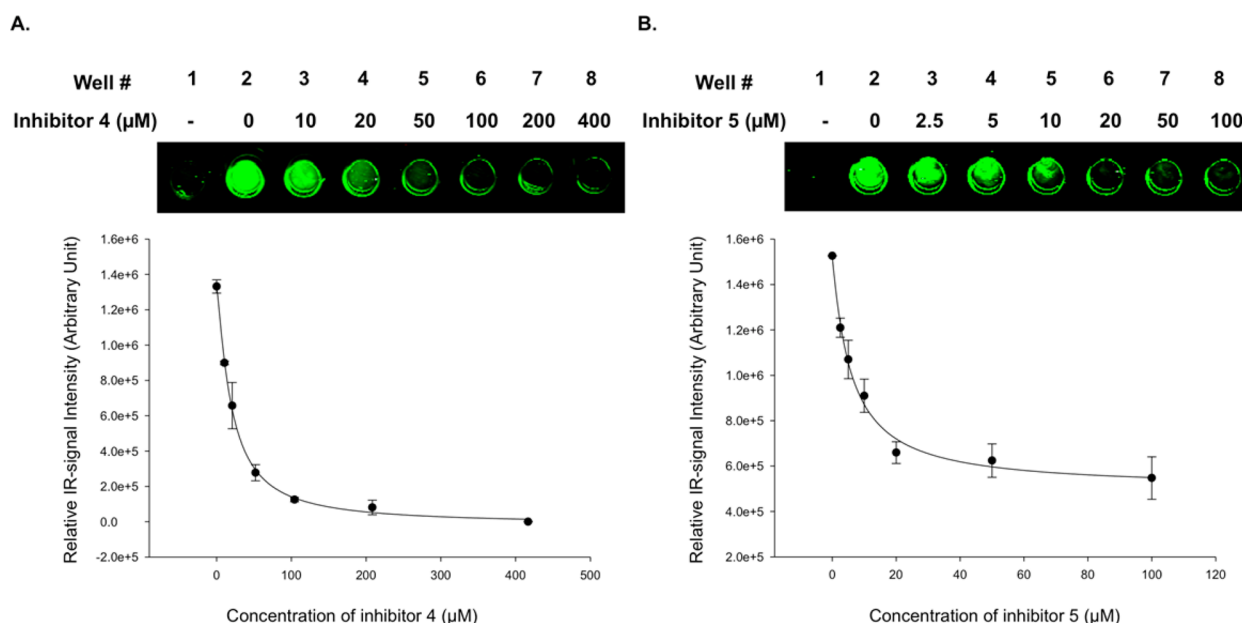 A.
Well # 1 2 3 4 5 6 7 8
Inhibitor 4 (µM) - 0 10 20 50 100 200 400
Relative IR-signal Intensity (Arbitrary Unit)
1.6e+6
1.4e+6
1.2e+6
1.0e+6
8.0e+5
6.0e+5
4.0e+5
2.0e+5
0.0
-2.0e+5
0 100 200 300 400 500
Concentration of inhibitor 4 (µM)
B.
Well # 1 2 3 4 5 6 7 8
Inhibitor 5 (µM) - 0 2.5 5 10 20 50 100
Relative IR-signal Intensity (Arbitrary Unit)
1.6e+6
1.4e+6
1.2e+6
1.0e+6
8.0e+5
6.0e+5
4.0e+5
2.0e+5
0 20 40 60 80 100 120
Concentration of inhibitor 5 (µM)